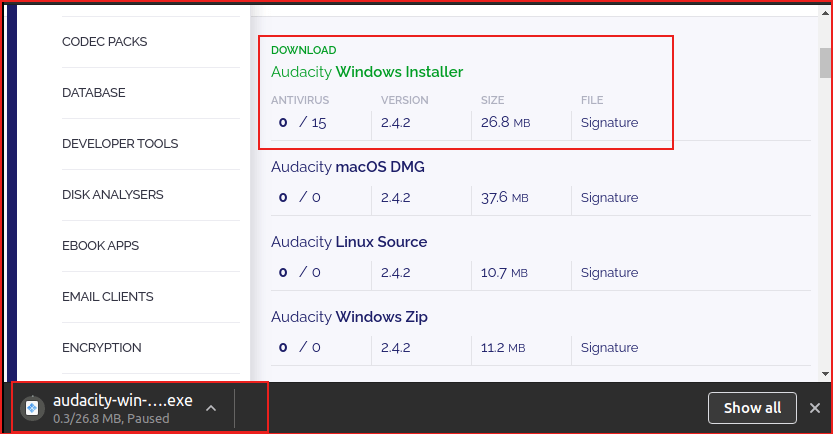 CODEC PACKS
DATABASE
DEVELOPER TOOLS
DISK ANALYSERS
EBOOK APPS
EMAIL CLIENTS
ENCRYPTION
DOWNLOAD
Audacity Windows Installer
ANTIVIRUS VERSION SIZE FILE
0 / 15 2.4.2 26.8 MB Signature
Audacity macOS DMG
0 / 0 2.4.2 37.6 MB Signature
Audacity Linux Source
0 / 0 2.4.2 10.7 MB Signature
Audacity Windows Zip
0 / 0 2.4.2 11.2 MB Signature
audacity-win-....exe
0.3/26.8 MB, Paused
Show all